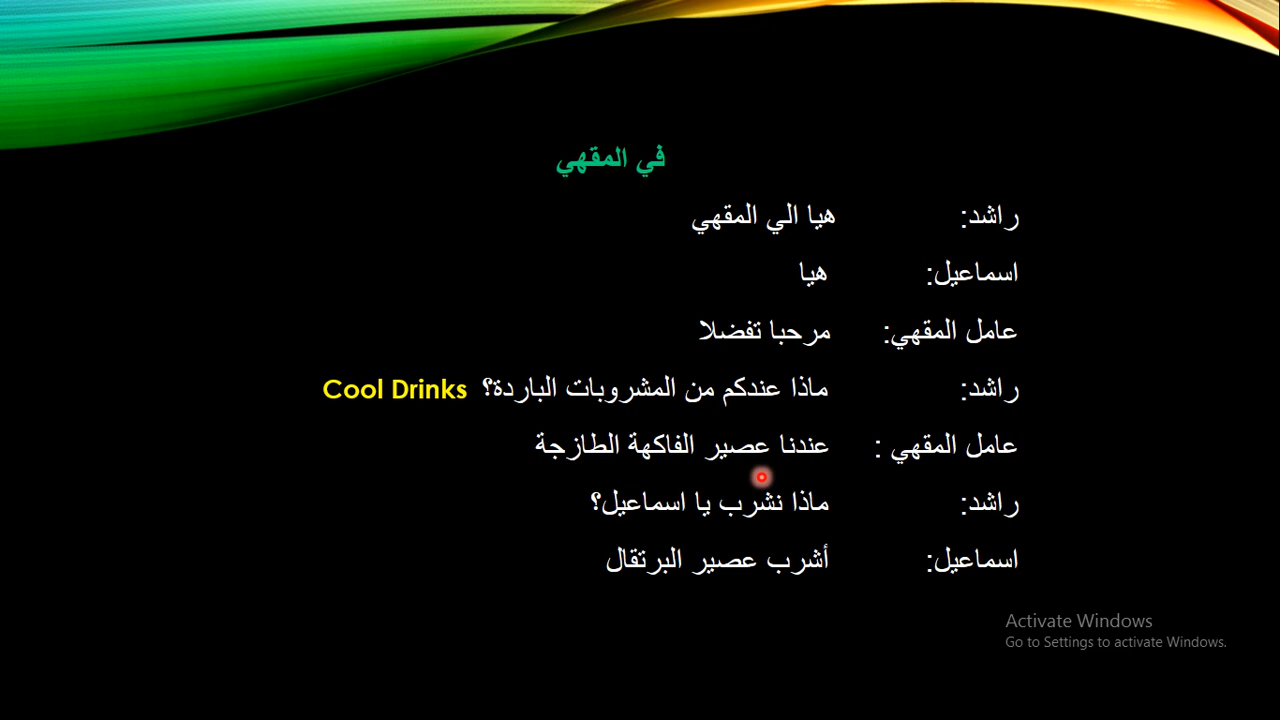 في المقهي
راشد: هيا الي المقهي
اسماعيل: هيا
عامل المقهي: مرحبا تفضلا
راشد: ماذا عندكم من المشروبات الباردة؟ Cool Drinks
عامل المقهي : عندنا عصير الفاكهة الطازجة
راشد: ماذا نشرب يا اسماعيل؟
اسماعيل: أشرب عصير البرتقال
Activate Windows
Go to Settings to activate Windows.